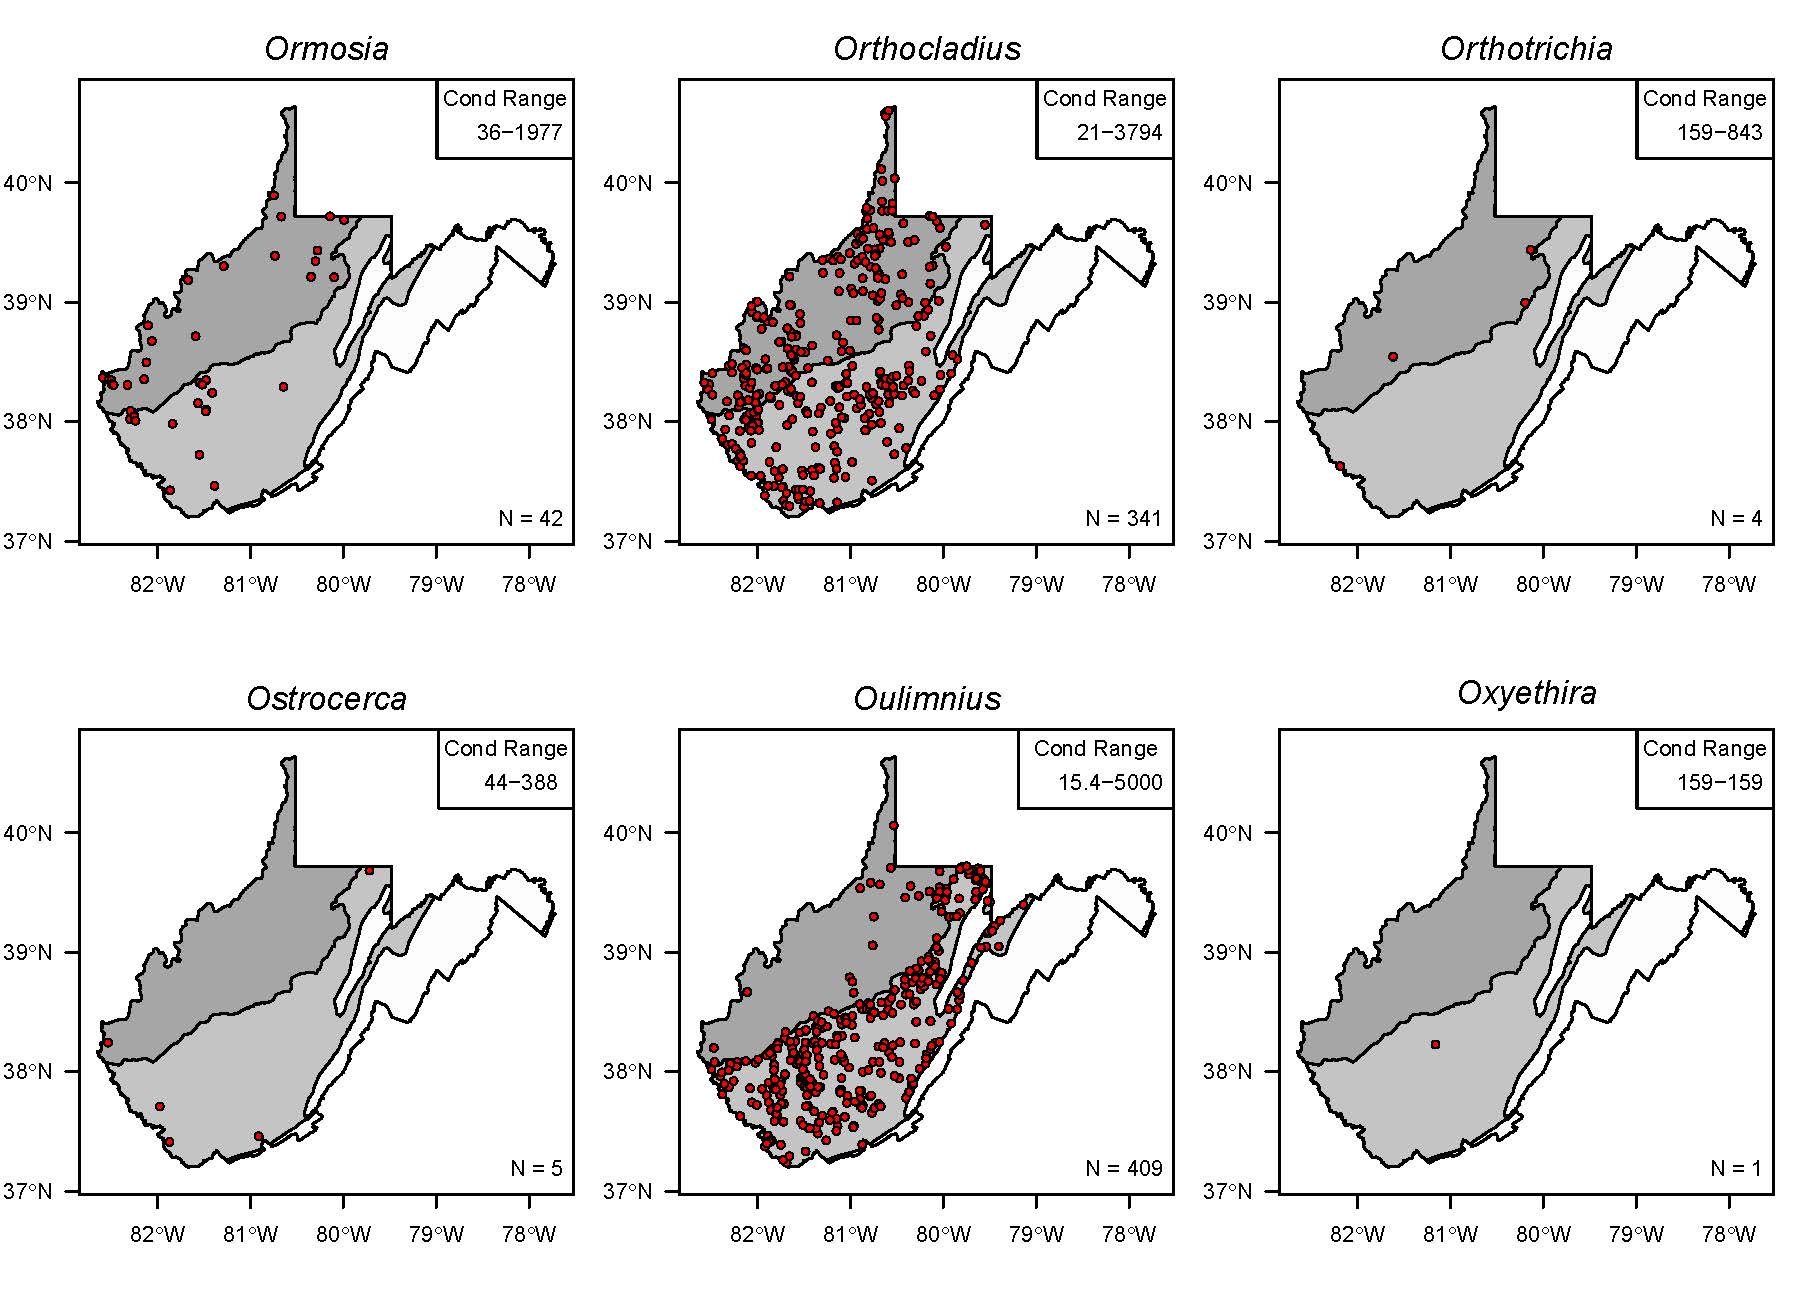 Ormosia
Cond Range
36−1977
40°N
39°N
38°N
37°N
N = 42
82°W 81°W 80°W 79°W 78°W
Orthocladius
Cond Range
21−3794
40°N
39°N
38°N
37°N
N = 341
82°W 81°W 80°W 79°W 78°W
Orthotrichia
Cond Range
159−843
40°N
39°N
38°N
37°N
N = 4
82°W 81°W 80°W 79°W 78°W
Ostrocerca
Cond Range
44−388
40°N
39°N
38°N
37°N
N = 5
82°W 81°W 80°W 79°W 78°W
Oulimnius
Cond Range
15.4−5000
40°N
39°N
38°N
37°N
N = 409
82°W 81°W 80°W 79°W 78°W
Oxyethira
Cond Range
159−159
40°N
39°N
38°N
37°N
N = 1
82°W 81°W 80°W 79°W 78°W